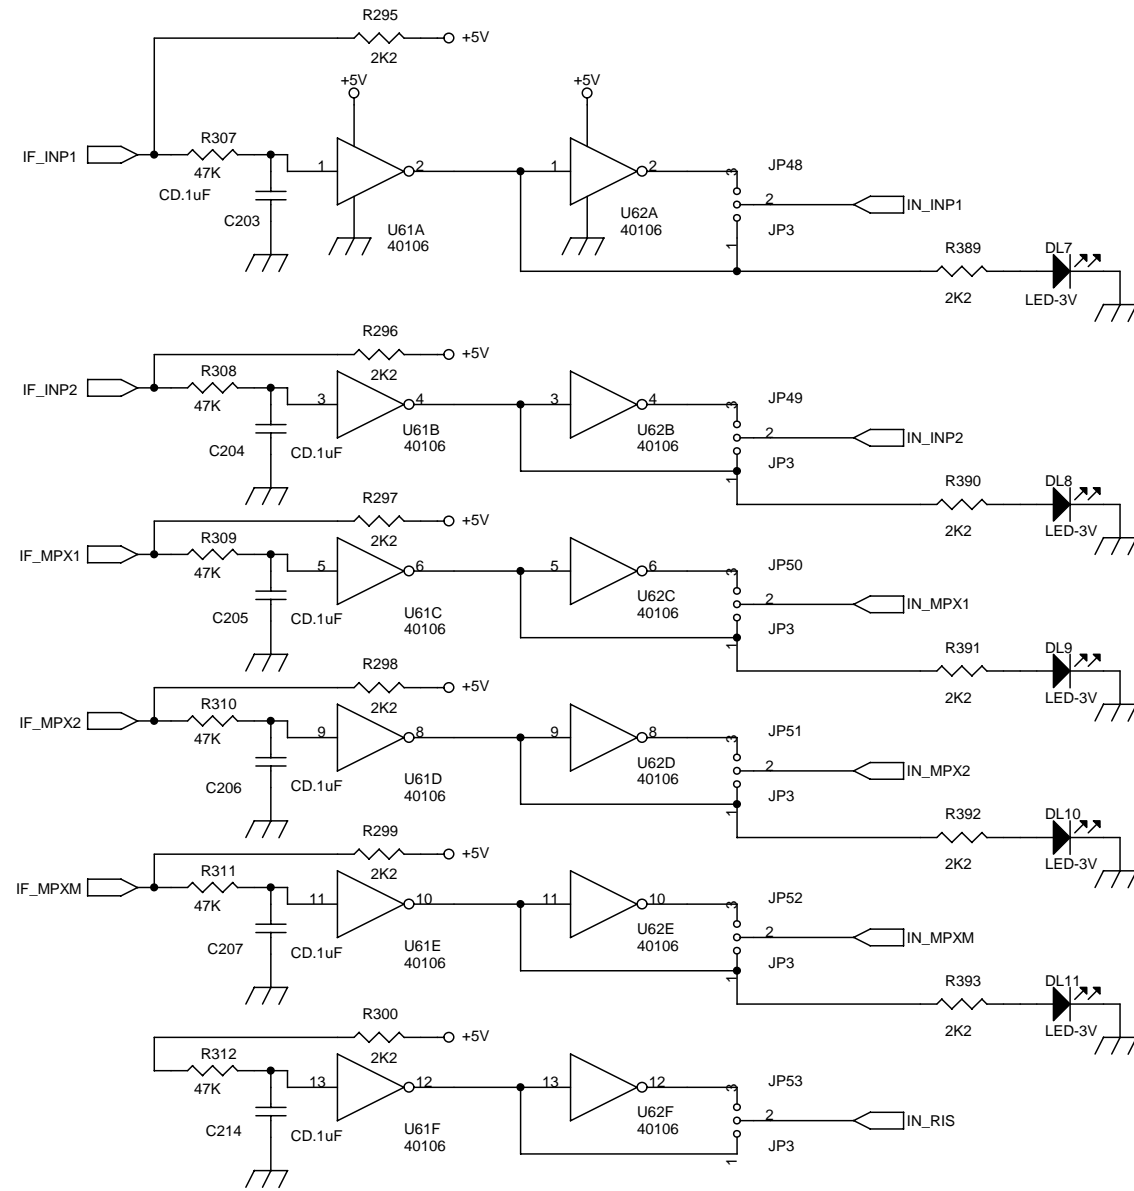 R295
+5V
2K2
+5V
+5V
IF_INP1
R307
47K
CD.1uF
C203
1
2
U61A
40106
1
2
U62A
40106
3
JP48
2
IN_INP1
JP3
1
R389
2K2
DL7
LED-3V
R296
+5V
2K2
IF_INP2
R308
47K
C204
CD.1uF
3
4
U61B
40106
3
4
U62B
40106
3
JP49
2
IN_INP2
JP3
1
R390
2K2
DL8
LED-3V
R297
+5V
2K2
IF_MPX1
R309
47K
C205
CD.1uF
5
6
U61C
40106
5
6
U62C
40106
3
JP50
2
IN_MPX1
JP3
1
R391
2K2
DL9
LED-3V
R298
+5V
2K2
IF_MPX2
R310
47K
C206
CD.1uF
9
8
U61D
40106
9
8
U62D
40106
3
JP51
2
IN_MPX2
JP3
1
R392
2K2
DL10
LED-3V
R299
+5V
2K2
IF_MPXM
R311
47K
C207
CD.1uF
11
10
U61E
40106
11
10
U62E
40106
3
JP52
2
IN_MPXM
JP3
1
R393
2K2
DL11
LED-3V
R300
+5V
2K2
R312
47K
C214
CD.1uF
13
12
U61F
40106
13
12
U62F
40106
3
JP53
2
IN_RIS
JP3
1